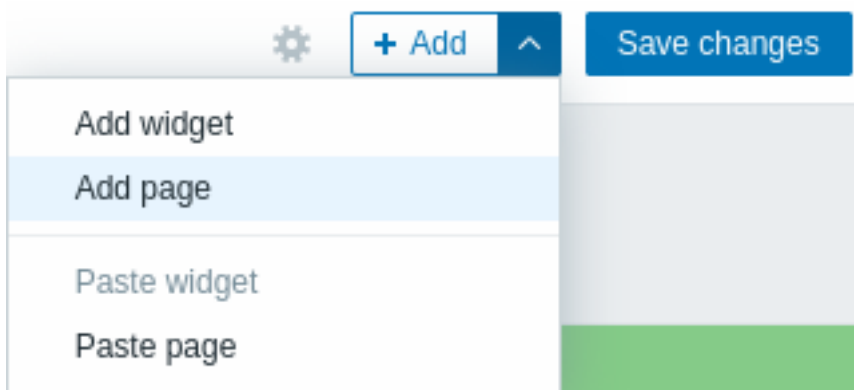 + Add
Save changes
Add widget
Add page
Paste widget
Paste page